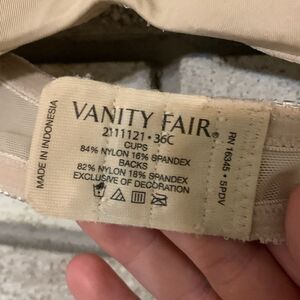 VANITY FAIR®
2111121 • 36C
CUPS
84% NYLON 16% SPANDEX
BACKS
82% NYLON 18% SPANDEX
EXCLUSIVE OF DECORATION
MADE IN INDONESIA
RN 16345 • 5PDV